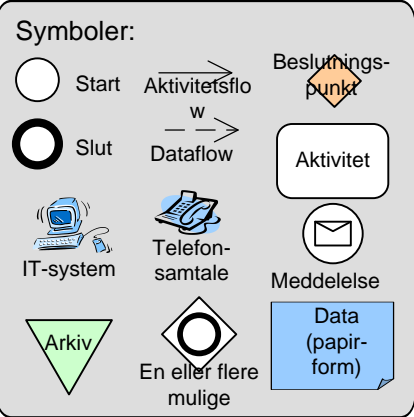 Symboler:
Start
Aktivitetsflo
w
Beslutnings-
punkt
Slut
Dataflow
Aktivitet
IT-system
Telefon-
samtale
Meddelelse
Arkiv
En eller flere
mulige
Data
(papir-
form)